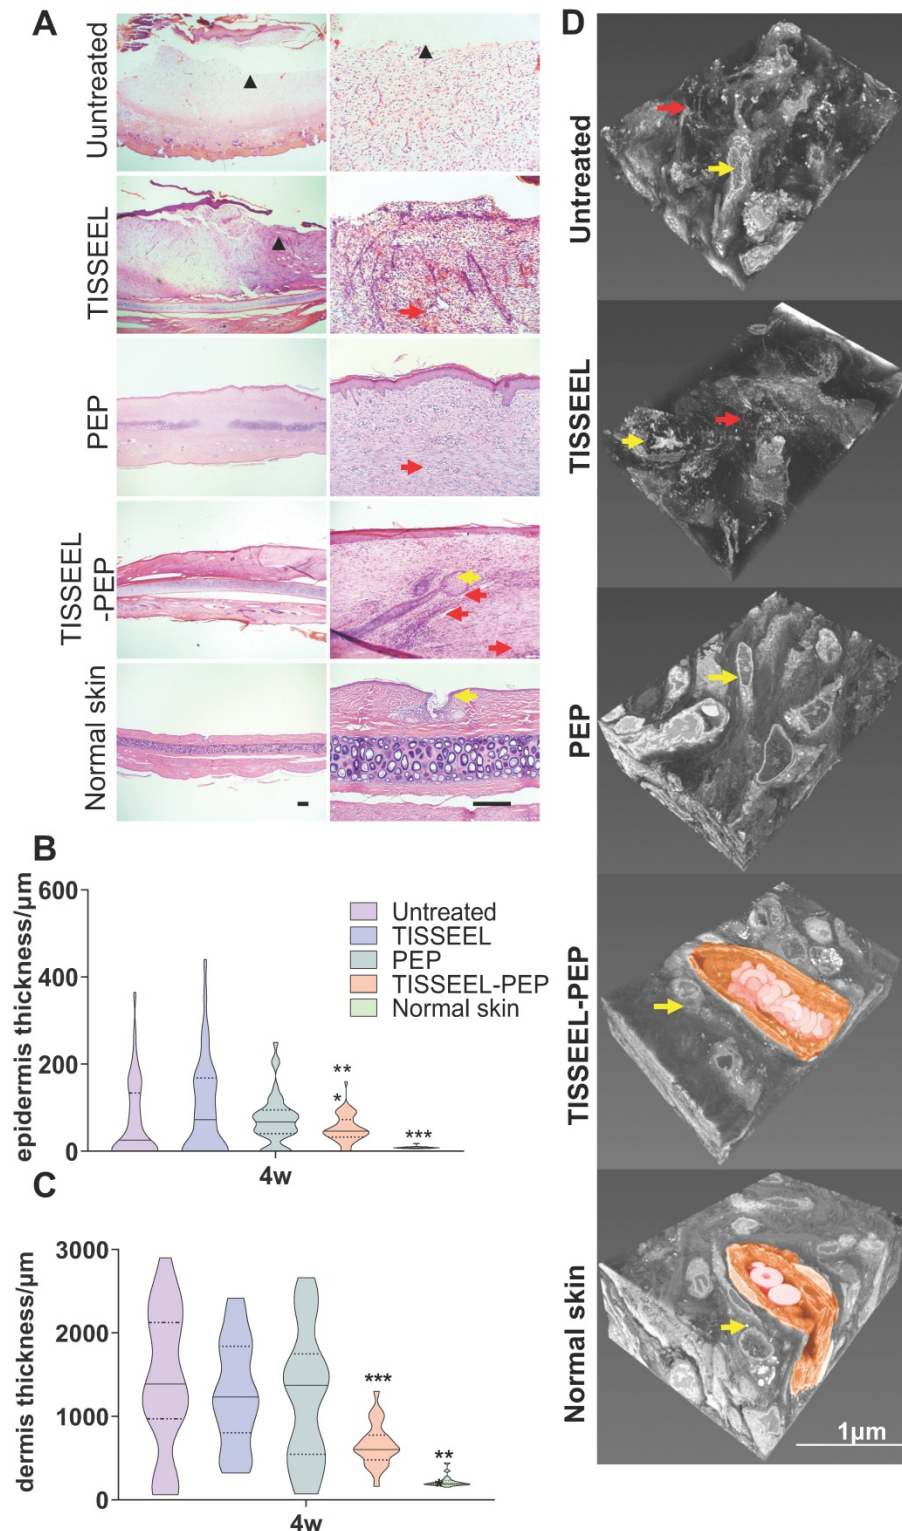 A
Untreated
TISSEEL
PEP
TISSEEL
-PEP
Normal skin
B
600
400
200
0
epidermis thickness/µm
Untreated
TISSEEL
PEP
TISSEEL-PEP
Normal skin
**
*
***
4w
C
3000
2000
1000
0
dermis thickness/µm
***
**
*
4w
D
Untreated
TISSEEL
PEP
TISSEEL-PEP
Normal skin
1µm